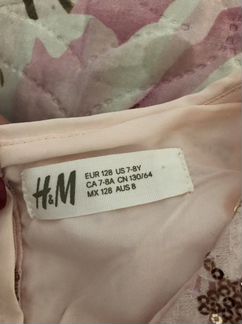 H&M
EUR 128 US 7-8Y
CA 7-8A CN 130/64
MX 128 AUS 8